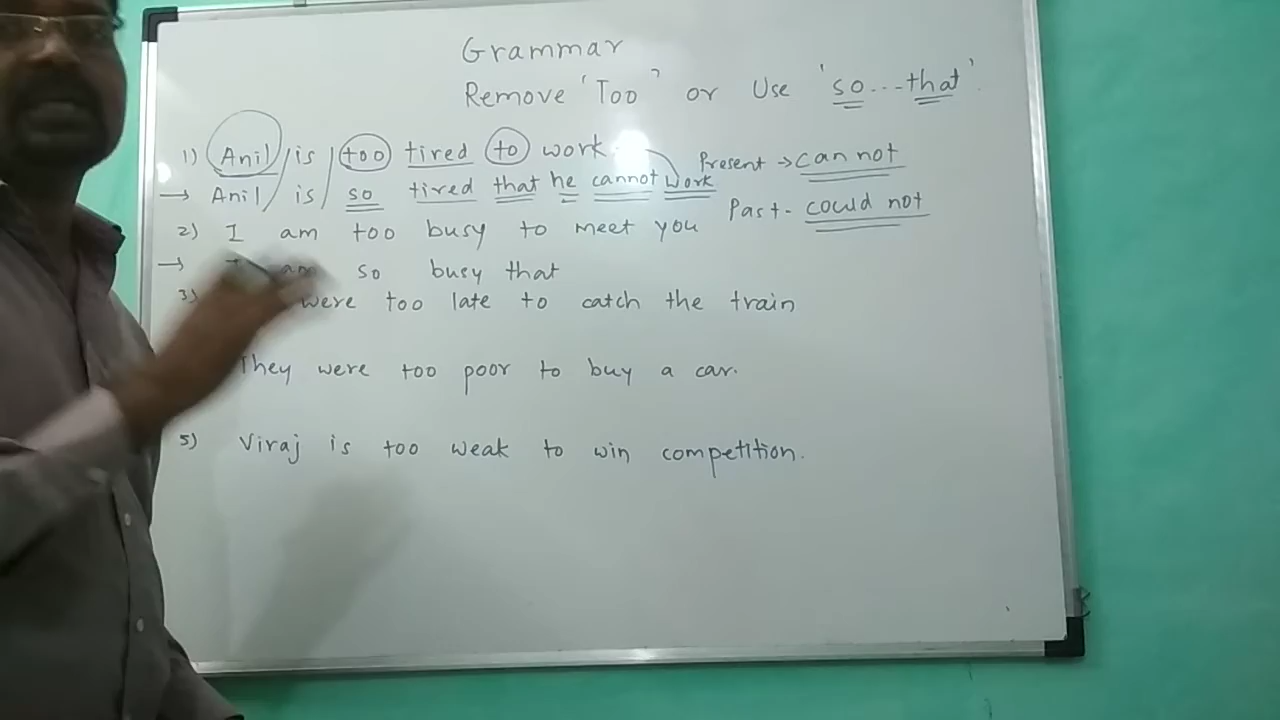 Grammar
Remove 'Too' or Use 'so...that'
1) Anil / is / too tired to work.
Present → can not
→ Anil / is / so tired that he cannot work
Past - could not
2) I am too busy to meet you
→ am so busy that
3) were too late to catch the train
They were too poor to buy a car.
5) Viraj is too weak to win competition.